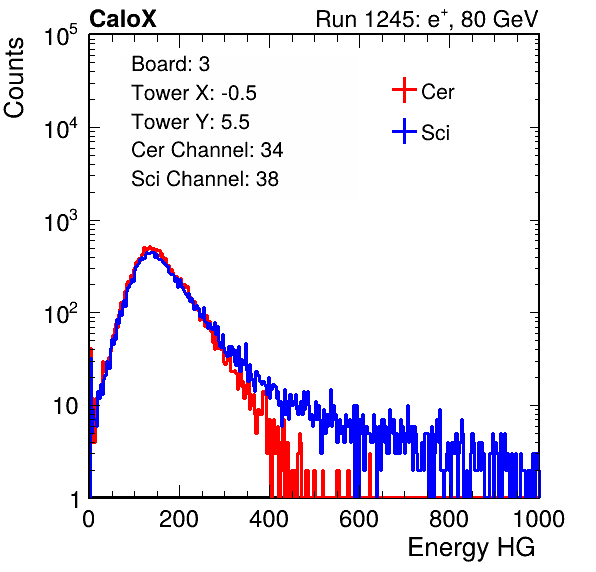 CaloX Run 1245: e⁺, 80 GeV
Counts
10⁵
10⁴
10³
10²
10
1
Board: 3
Tower X: -0.5
Tower Y: 5.5
Cer Channel: 34
Sci Channel: 38
Cer
Sci
0 200 400 600 800 1000
Energy HG